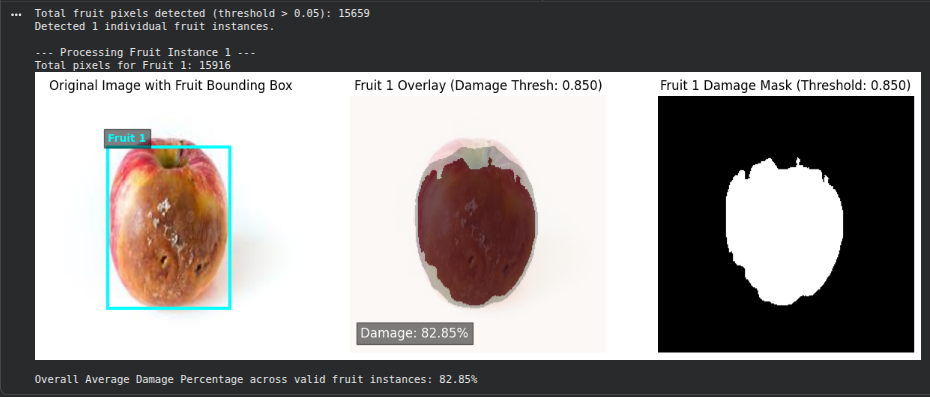 Total fruit pixels detected (threshold > 0.05): 15659
Detected 1 individual fruit instances.
--- Processing Fruit Instance 1 ---
Total pixels for Fruit 1: 15916
Original Image with Fruit Bounding Box
Fruit 1 Overlay (Damage Thresh: 0.850)
Fruit 1 Damage Mask (Threshold: 0.850)
Fruit 1
Damage: 82.85%
Overall Average Damage Percentage across valid fruit instances: 82.85%